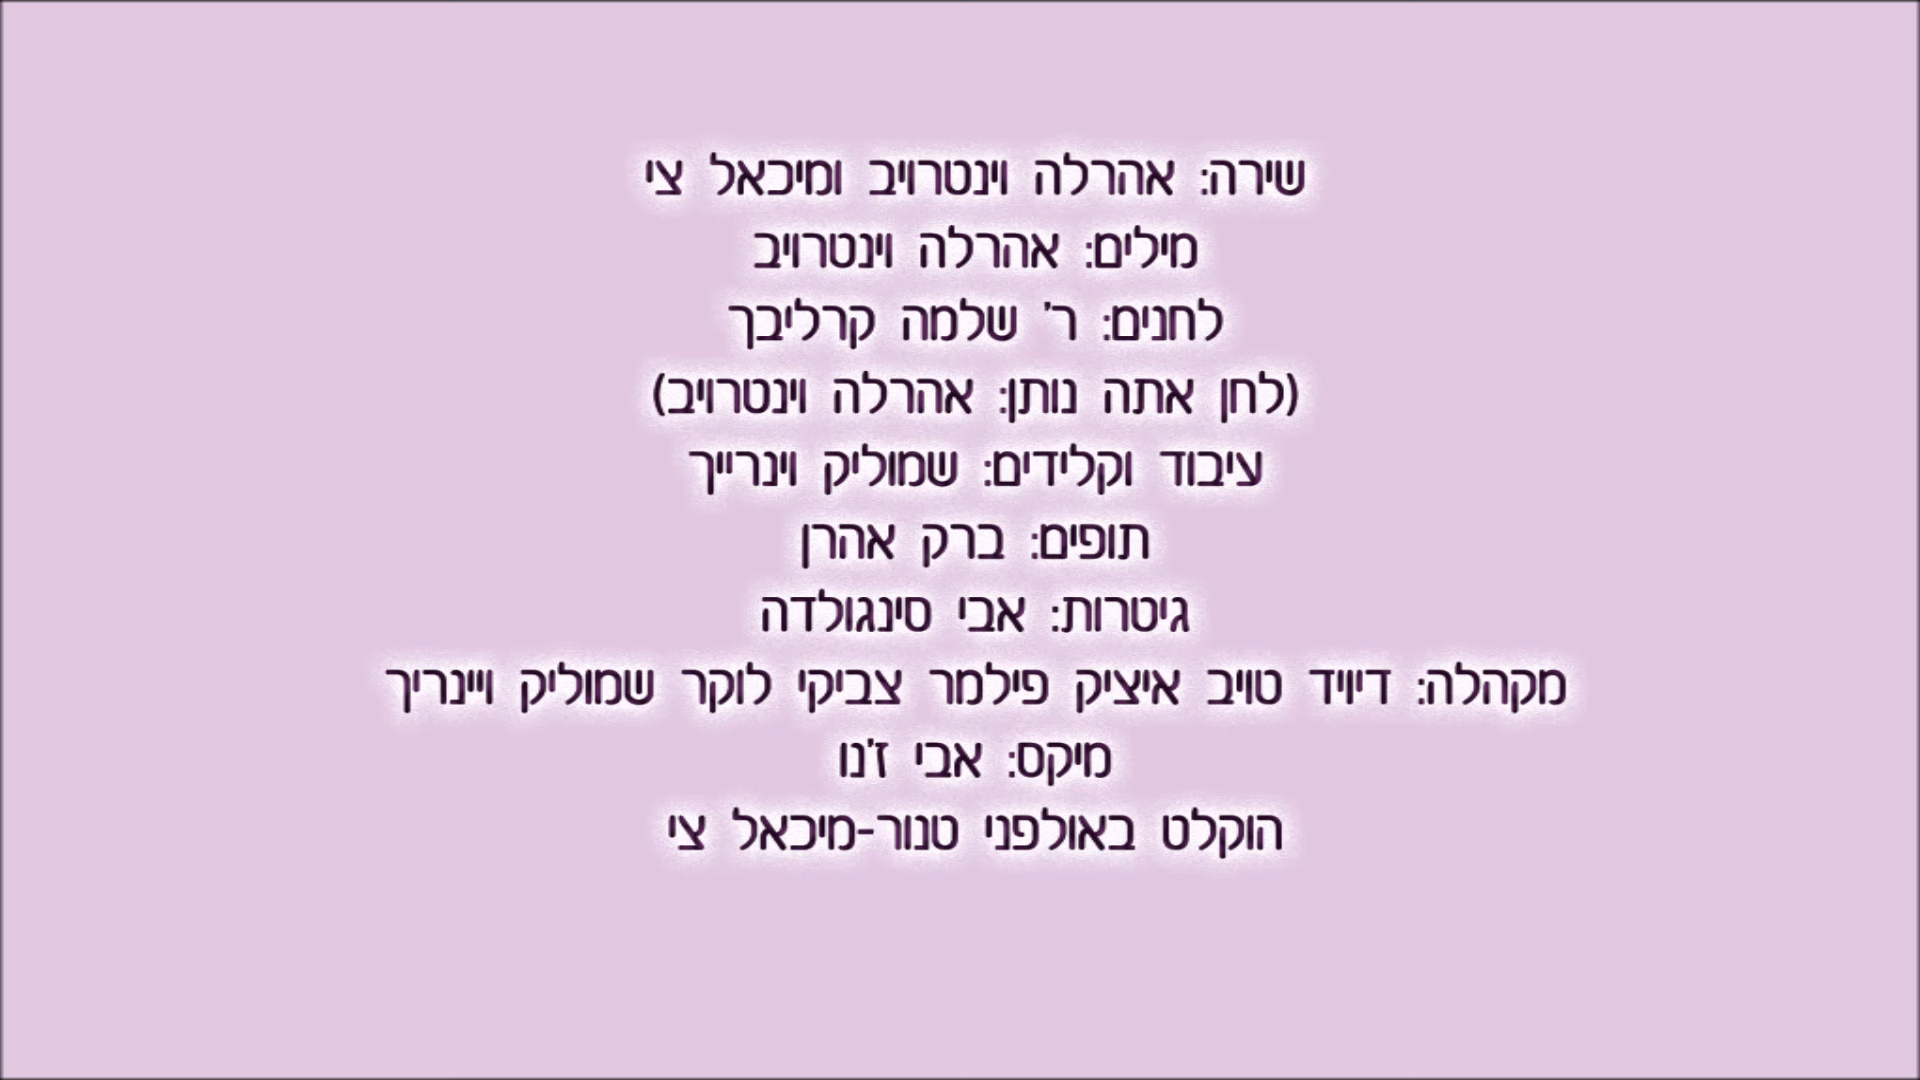 שירה: אהרלה וינטרויב ומיכאל צי
מילים: אהרלה וינטרויב
לחנים: ר' שלמה קרליבך
(לחן אתה נותן: אהרלה וינטרויב)
עיבוד וקלידים: שמוליק וינרייך
תופים: ברק אהרן
גיטרות: אבי סינגולדה
מקהלה: דיוויד טויב איציק פילמר צביקי לוקר שמוליק ויינריך
מיקס: אבי ז'נו
הוקלט באולפני טנור-מיכאל צי